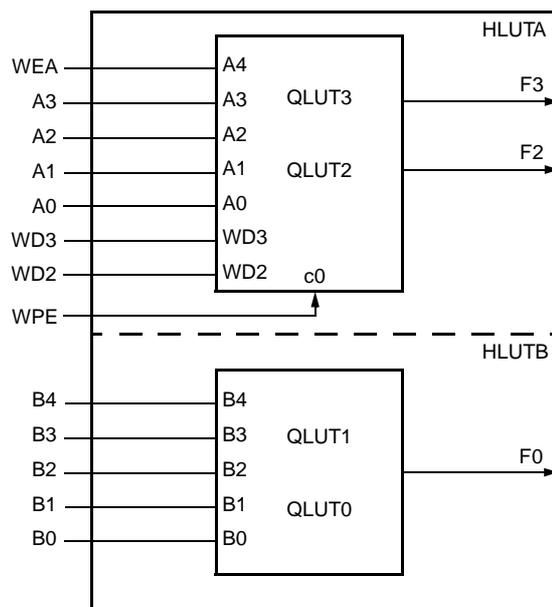 HLUTA
WEA A4
QLUT3 F3
A3 A3
A2 A2
A1 A1 QLUT2 F2
A0 A0
WD3 WD3
WD2 WD2 c0
WPE
HLUTB
B4 B4
B3 B3 QLUT1
B2 B2 F0
B1 B1 QLUT0
B0 B0